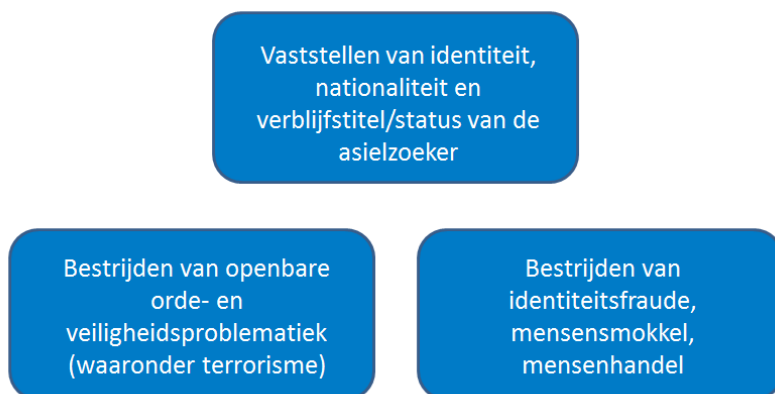 Vaststellen van identiteit,
nationaliteit en
verblijfstitel/status van de
asielzoeker
Bestrijden van openbare
orde- en
veiligheidsproblematiek
(waaronder terrorisme)
Bestrijden van
identiteitsfraude,
mensensmokkel,
mensenhandel